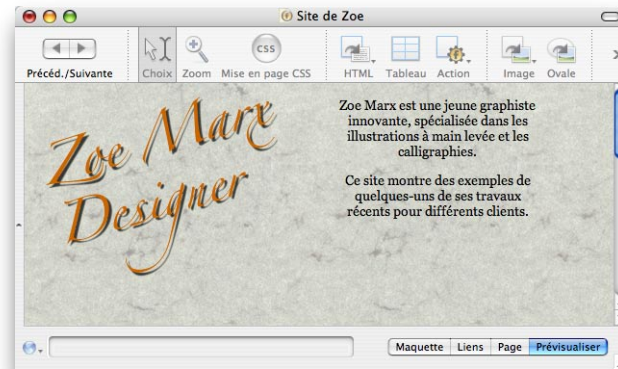 Site de Zoe
Précéd./Suivante Choix Zoom Mise en page CSS HTML Tableau Action Image Ovale
CSS
Zoe Marx
Designer
Zoe Marx est une jeune graphiste
innovante, spécialisée dans les
illustrations à main levée et les
calligraphies.
Ce site montre des exemples de
quelques-uns de ses travaux
récents pour différents clients.
Maquette Liens Page Prévisualiser